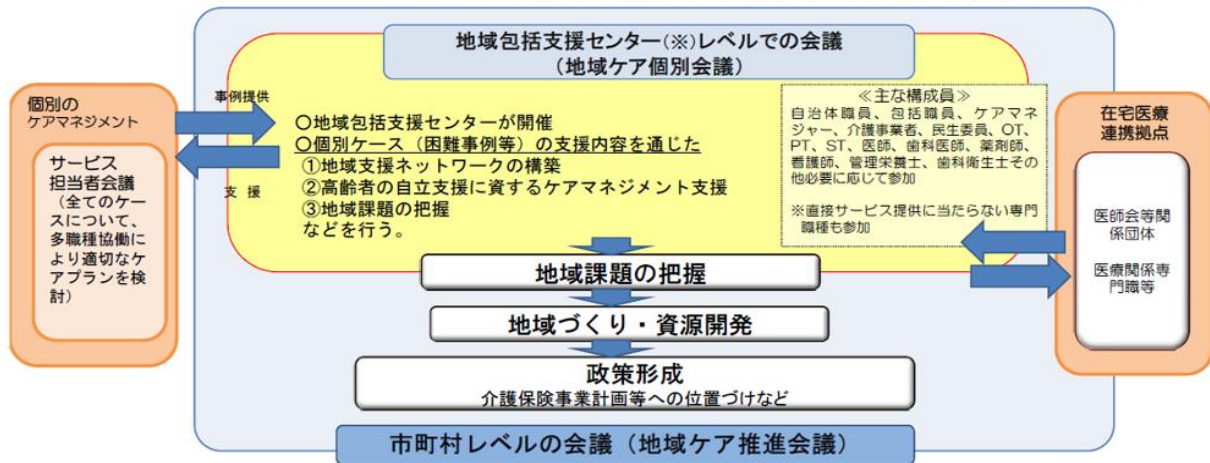 地域包括支援センター(※)レベルでの会議
(地域ケア個別会議)
個別の
ケアマネジメント
サービス
担当者会議
(全てのケー
スについて、
多職種協働に
より適切なケ
アプランを検
討)
事例提供
支 援
〇地域包括支援センターが開催
〇個別ケース(困難事例等)の支援内容を通じた
①地域支援ネットワークの構築
②高齢者の自立支援に資するケアマネジメント支援
③地域課題の把握
などを行う。
≪主な構成員≫
自治体職員、包括職員、ケアマネ
ジャー、介護事業者、民生委員、OT、
PT、ST、医師、歯科医師、薬剤師、
看護師、管理栄養士、歯科衛生士その
他必要に応じて参加
※直接サービス提供に当たらない専門
職種も参加
在宅医療
連携拠点
医師会等関
係団体
医療関係専
門職等
地域課題の把握
地域づくり・資源開発
政策形成
介護保険事業計画等への位置づけなど
市町村レベルの会議(地域ケア推進会議)